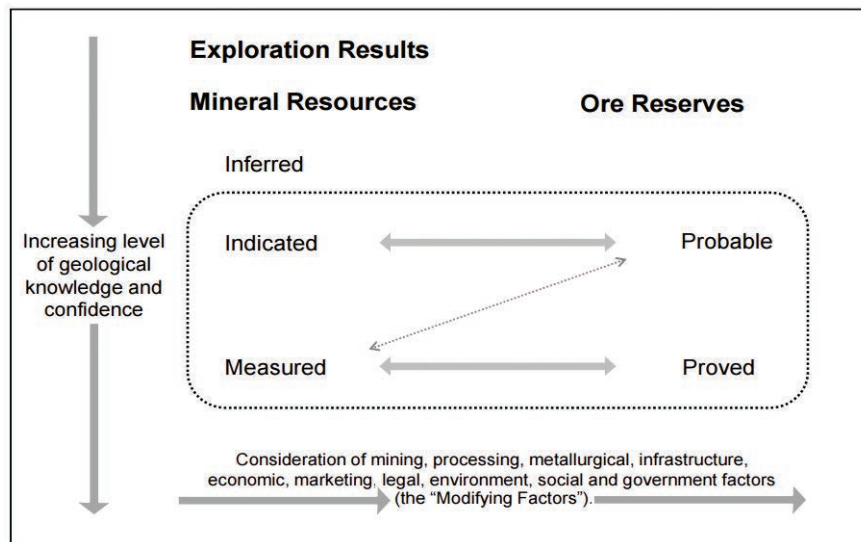 Exploration Results
Mineral Resources
Ore Reserves
Inferred
Indicated
Probable
Increasing level
of geological
knowledge and
confidence
Measured
Proved
Consideration of mining, processing, metallurgical, infrastructure,
economic, marketing, legal, environment, social and government factors
(the “Modifying Factors”).